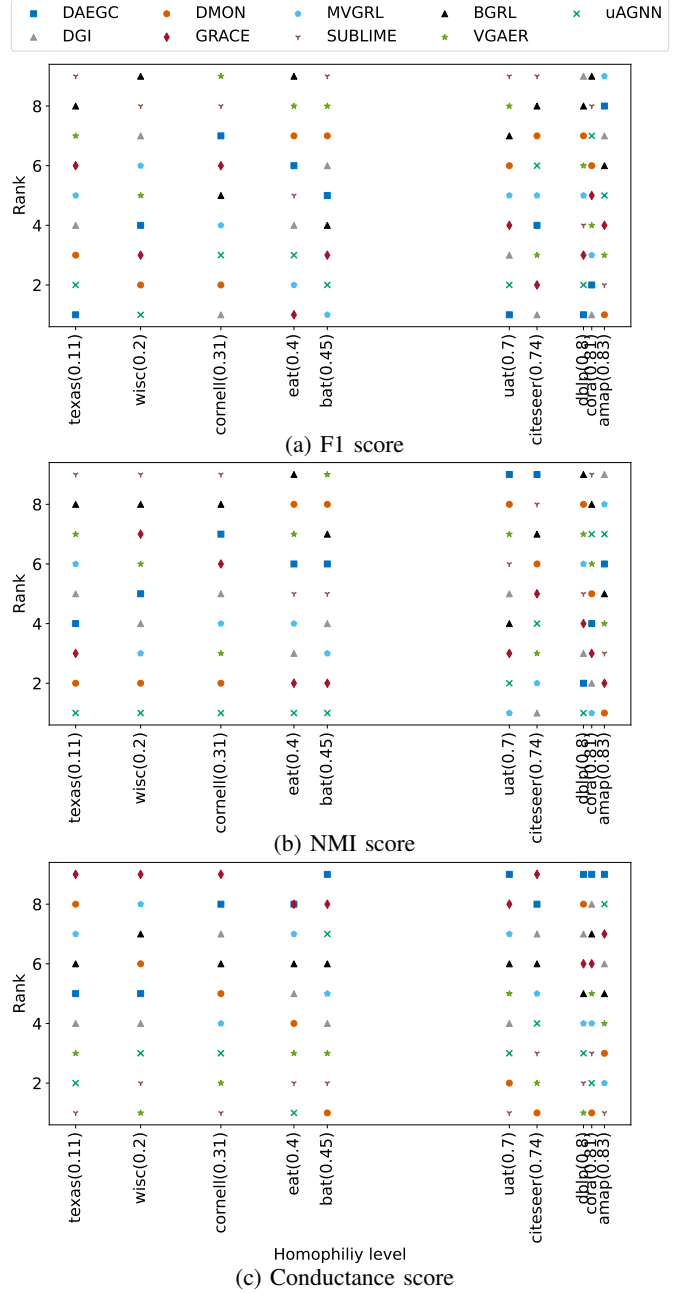 DAEGC DMON MVGRL BGRL uAGNN
DGI GRACE SUBLIME VGAER
8
6
4
2
Rank
texas(0.11) wisc(0.2) cornell(0.31) eat(0.4) bat(0.45) uat(0.7) citeseer(0.74) dblp(0.8) cora(0.81) amap(0.83)
(a) F1 score
8
6
4
2
Rank
texas(0.11) wisc(0.2) cornell(0.31) eat(0.4) bat(0.45) uat(0.7) citeseer(0.74) dblp(0.8) cora(0.81) amap(0.83)
(b) NMI score
8
6
4
2
Rank
texas(0.11) wisc(0.2) cornell(0.31) eat(0.4) bat(0.45) uat(0.7) citeseer(0.74) dblp(0.8) cora(0.81) amap(0.83)
Homophiliy level
(c) Conductance score